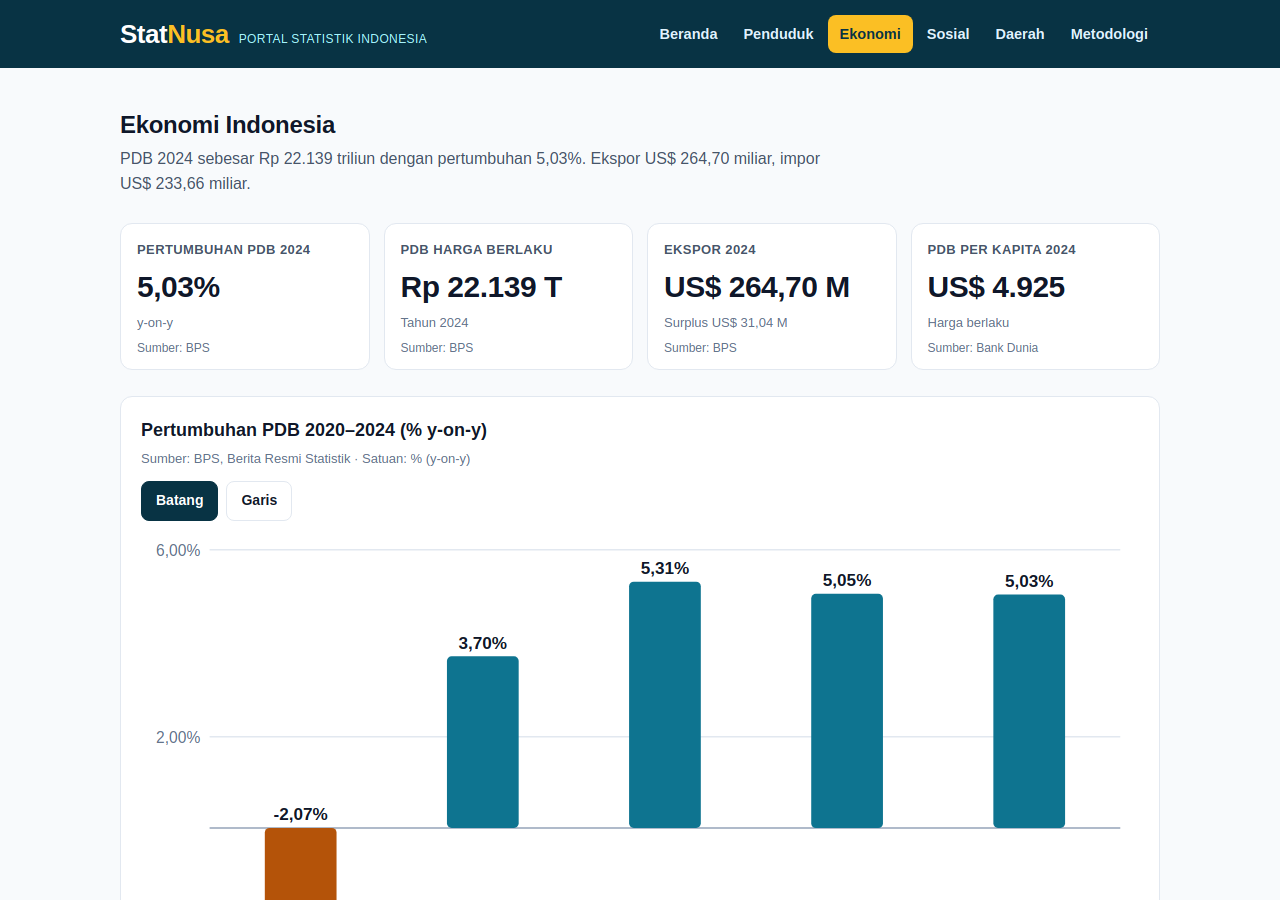 StatNusa PORTAL STATISTIK INDONESIA
Beranda Penduduk Ekonomi Sosial Daerah Metodologi
Ekonomi Indonesia
PDB 2024 sebesar Rp 22.139 triliun dengan pertumbuhan 5,03%. Ekspor US$ 264,70 miliar, impor
US$ 233,66 miliar.
PERTUMBUHAN PDB 2024
5,03%
y-on-y
Sumber: BPS
PDB HARGA BERLAKU
Rp 22.139 T
Tahun 2024
Sumber: BPS
EKSPOR 2024
US$ 264,70 M
Surplus US$ 31,04 M
Sumber: BPS
PDB PER KAPITA 2024
US$ 4.925
Harga berlaku
Sumber: Bank Dunia
Pertumbuhan PDB 2020–2024 (% y-on-y)
Sumber: BPS, Berita Resmi Statistik · Satuan: % (y-on-y)
Batang Garis
6,00%
5,31%
5,05%
5,03%
3,70%
2,00%
-2,07%